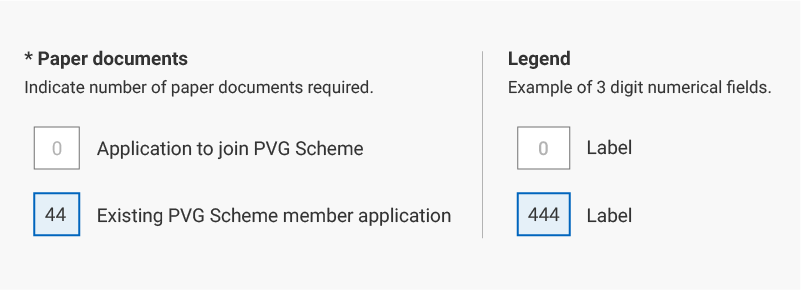 * Paper documents
Indicate number of paper documents required.
0 Application to join PVG Scheme
44 Existing PVG Scheme member application
Legend
Example of 3 digit numerical fields.
0 Label
444 Label